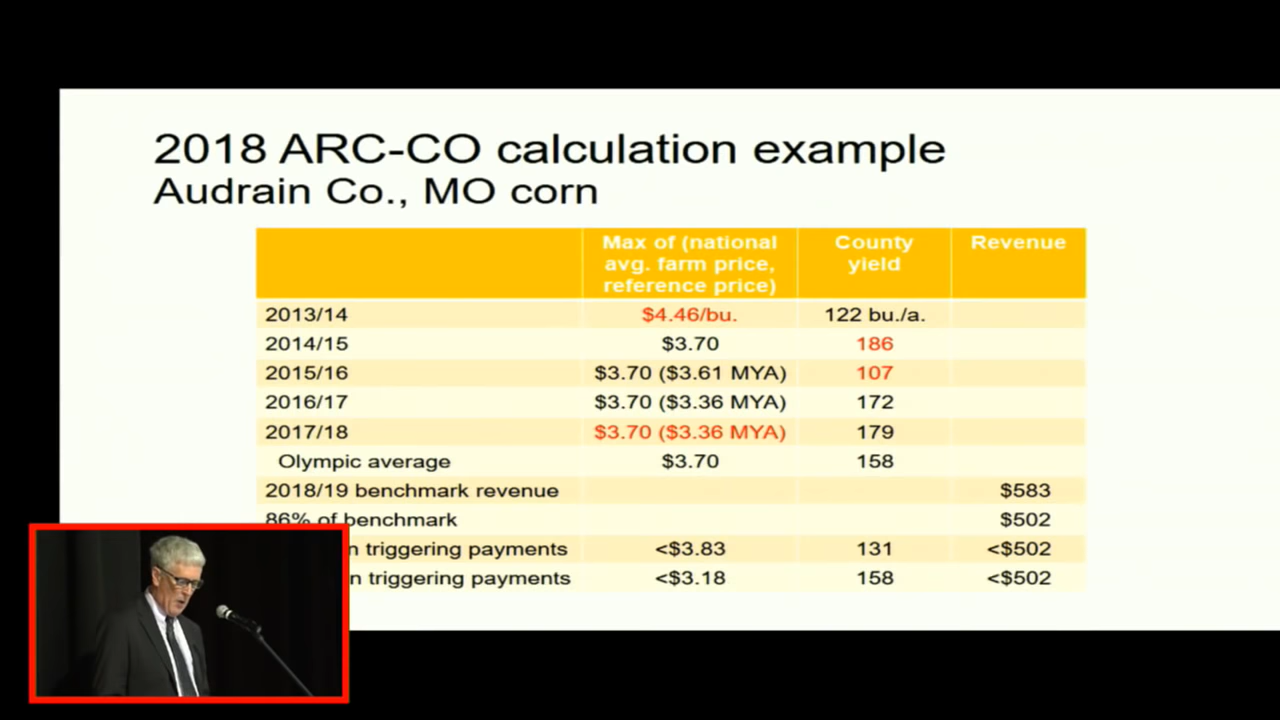 2018 ARC-CO calculation example
Audrain Co., MO corn
Max of (national avg. farm price, reference price) County yield Revenue
2013/14 $4.46/bu. 122 bu./a.
2014/15 $3.70 186
2015/16 $3.70 ($3.61 MYA) 107
2016/17 $3.70 ($3.36 MYA) 172
2017/18 $3.70 ($3.36 MYA) 179
Olympic average $3.70 158
2018/19 benchmark revenue $583
86% of benchmark $502
n triggering payments <$3.83 131 <$502
n triggering payments <$3.18 158 <$502